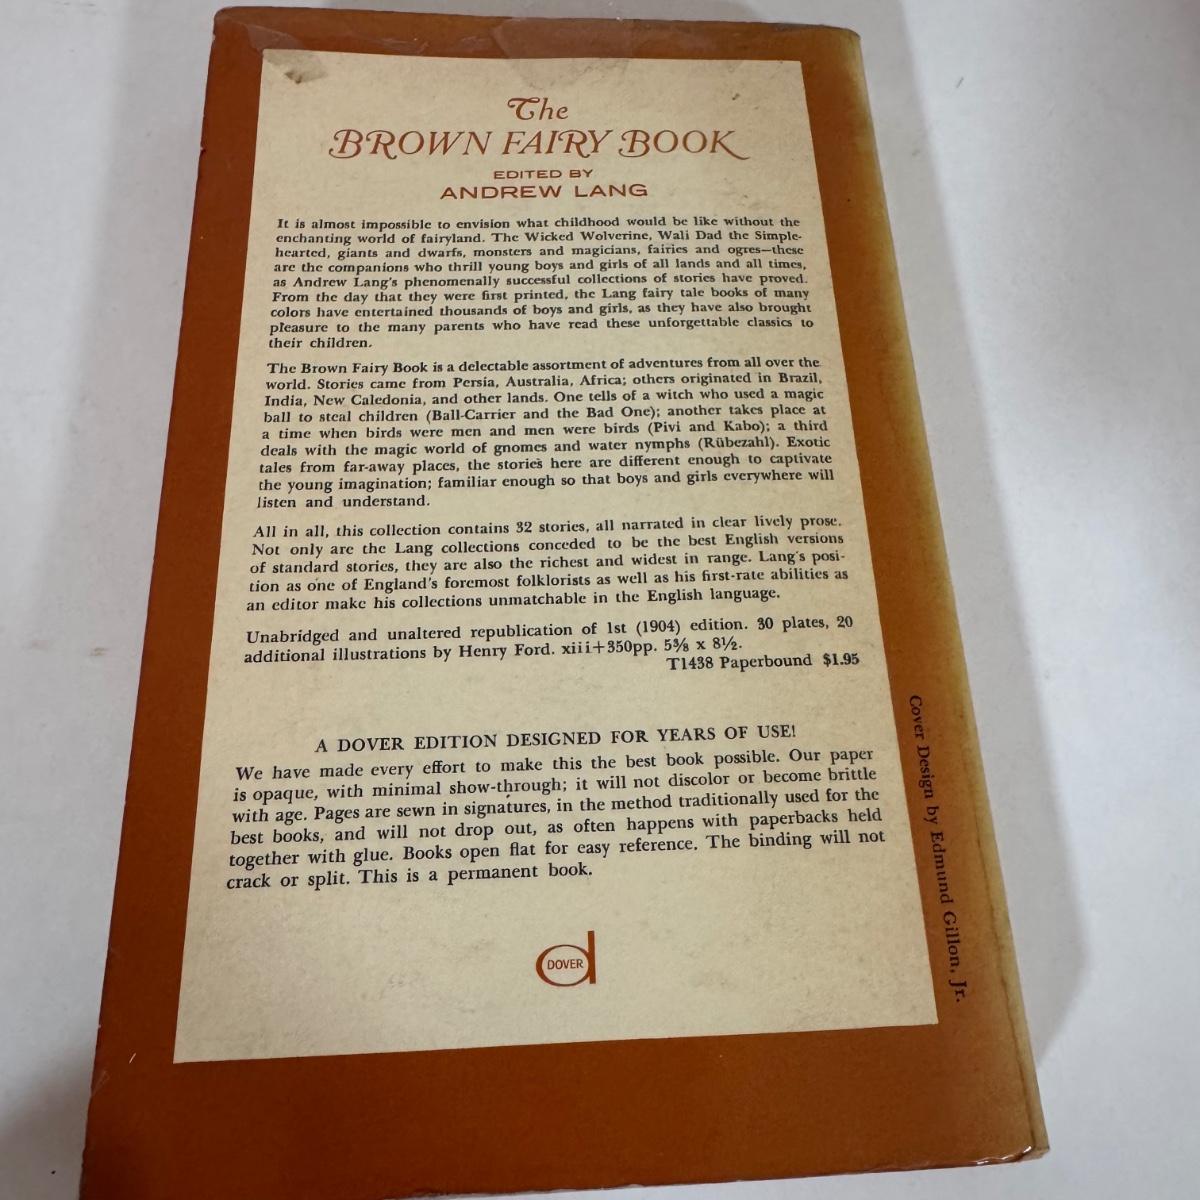 The
BROWN FAIRY BOOK
EDITED BY
ANDREW LANG
It is almost impossible to envision what childhood would be like without the
enchanting world of fairyland. The Wicked Wolverine, Wali Dad the Simple-
hearted, giants and dwarfs, monsters and magicians, fairies and ogres—these
are the companions who thrill young boys and girls of all lands and all times,
as Andrew Lang's phenomenally successful collections of stories have proved.
From the day that they were first printed, the Lang fairy tale books of many
colors have entertained thousands of boys and girls, as they have also brought
pleasure to the many parents who have read these unforgettable classics to
their children.
The Brown Fairy Book is a delectable assortment of adventures from all over the
world. Stories came from Persia, Australia, Africa; others originated in Brazil,
India, New Caledonia, and other lands. One tells of a witch who used a magic
ball to steal children (Ball-Carrier and the Bad One); another takes place at
a time when birds were men and men were birds (Pivi and Kabo); a third
deals with the magic world of gnomes and water nymphs (Rübezahl). Exotic
tales from far-away places, the stories here are different enough to captivate
the young imagination; familiar enough so that boys and girls everywhere will
listen and understand.
All in all, this collection contains 32 stories, all narrated in clear lively prose.
Not only are the Lang collections conceded to be the best English versions
of standard stories, they are also the richest and widest in range. Lang's posi-
tion as one of England's foremost folklorists as well as his first-rate abilities as
an editor make his collections unmatchable in the English language.
Unabridged and unaltered republication of 1st (1904) edition. 30 plates, 20
additional illustrations by Henry Ford. xiii+350pp. 5⅜ x 8½.
T1438 Paperbound $1.95
A DOVER EDITION DESIGNED FOR YEARS OF USE!
We have made every effort to make this the best book possible. Our paper
is opaque, with minimal show-through; it will not discolor or become brittle
with age. Pages are sewn in signatures, in the method traditionally used for the
best books, and will not drop out, as often happens with paperbacks held
together with glue. Books open flat for easy reference. The binding will not
crack or split. This is a permanent book.
DOVER
Cover Design by Edmund Gillon, Jr.